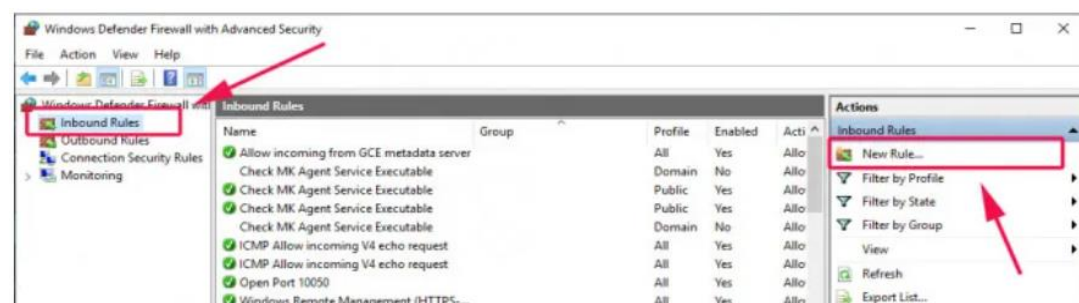 Windows Defender Firewall with Advanced Security
File Action View Help
Windows Defender Firewall with
Inbound Rules
Outbound Rules
Connection Security Rules
Monitoring
Inbound Rules
Name Group Profile Enabled Acti
Allow incoming from GCE metadata server All Yes Allo
Check MK Agent Service Executable Domain No Allo
Check MK Agent Service Executable Public Yes Allo
Check MK Agent Service Executable Public Yes Allo
Check MK Agent Service Executable Domain No Allo
ICMP Allow incoming V4 echo request All Yes Allo
ICMP Allow incoming V4 echo request All Yes Allo
Open Port 10050 All Yes Allo
Windows Remote Management (HTTPS-... All Yes Allo
Actions
Inbound Rules
New Rule...
Filter by Profile
Filter by State
Filter by Group
View
Refresh
Export List...